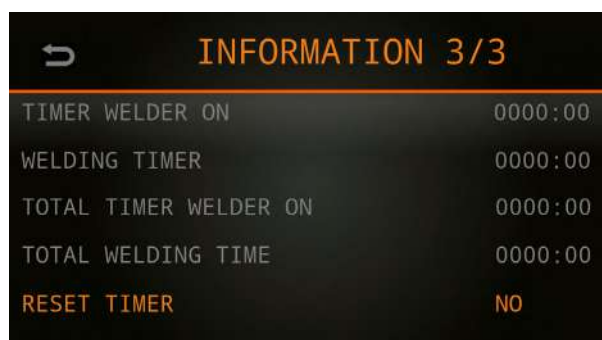 INFORMATION 3/3
TIMER WELDER ON 0000:00
WELDING TIMER 0000:00
TOTAL TIMER WELDER ON 0000:00
TOTAL WELDING TIME 0000:00
RESET TIMER NO